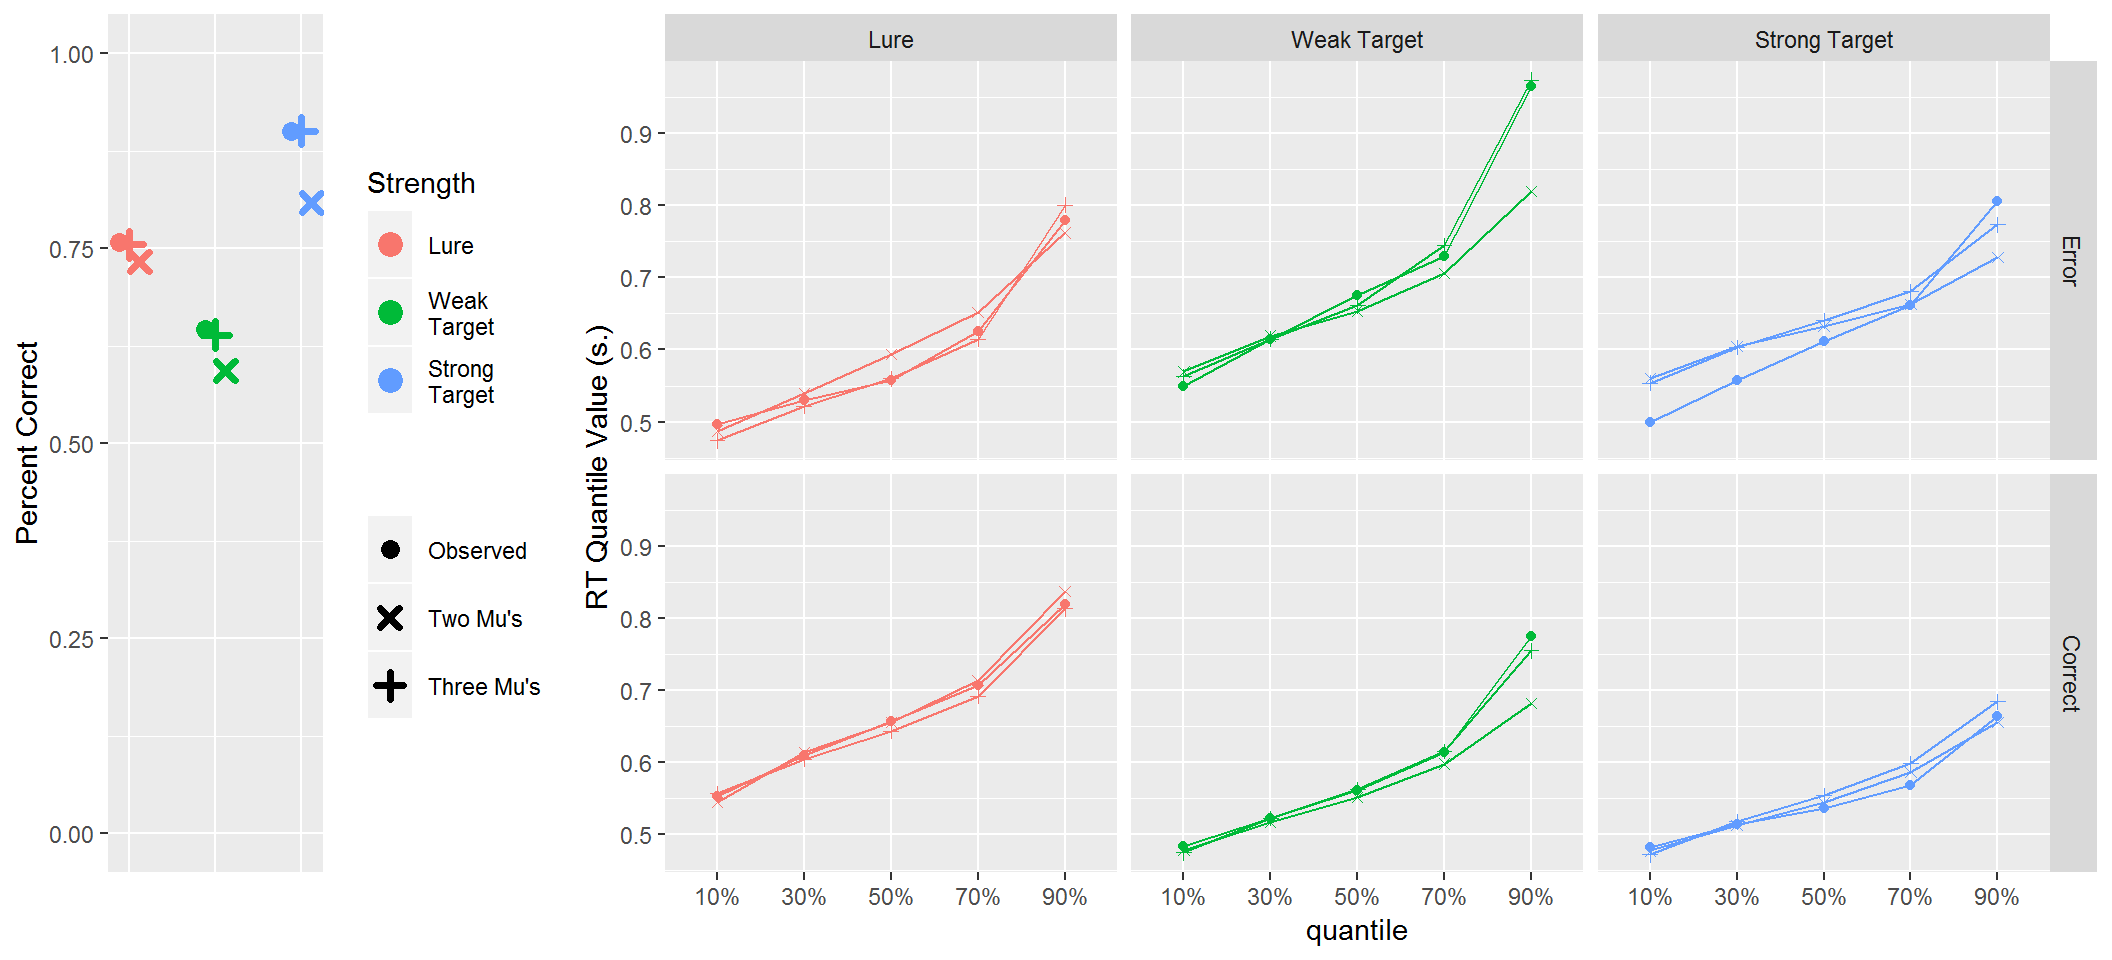 Percent Correct
1.00
0.75
0.50
0.25
0.00
Strength
Lure
Weak
Target
Strong
Target
Observed
Two Mu's
Three Mu's
RT Quantile Value (s.)
Lure
Weak Target
Strong Target
0.9
0.8
0.7
0.6
0.5
Error
0.9
0.8
0.7
0.6
0.5
Correct
10% 30% 50% 70% 90%
10% 30% 50% 70% 90%
10% 30% 50% 70% 90%
quantile